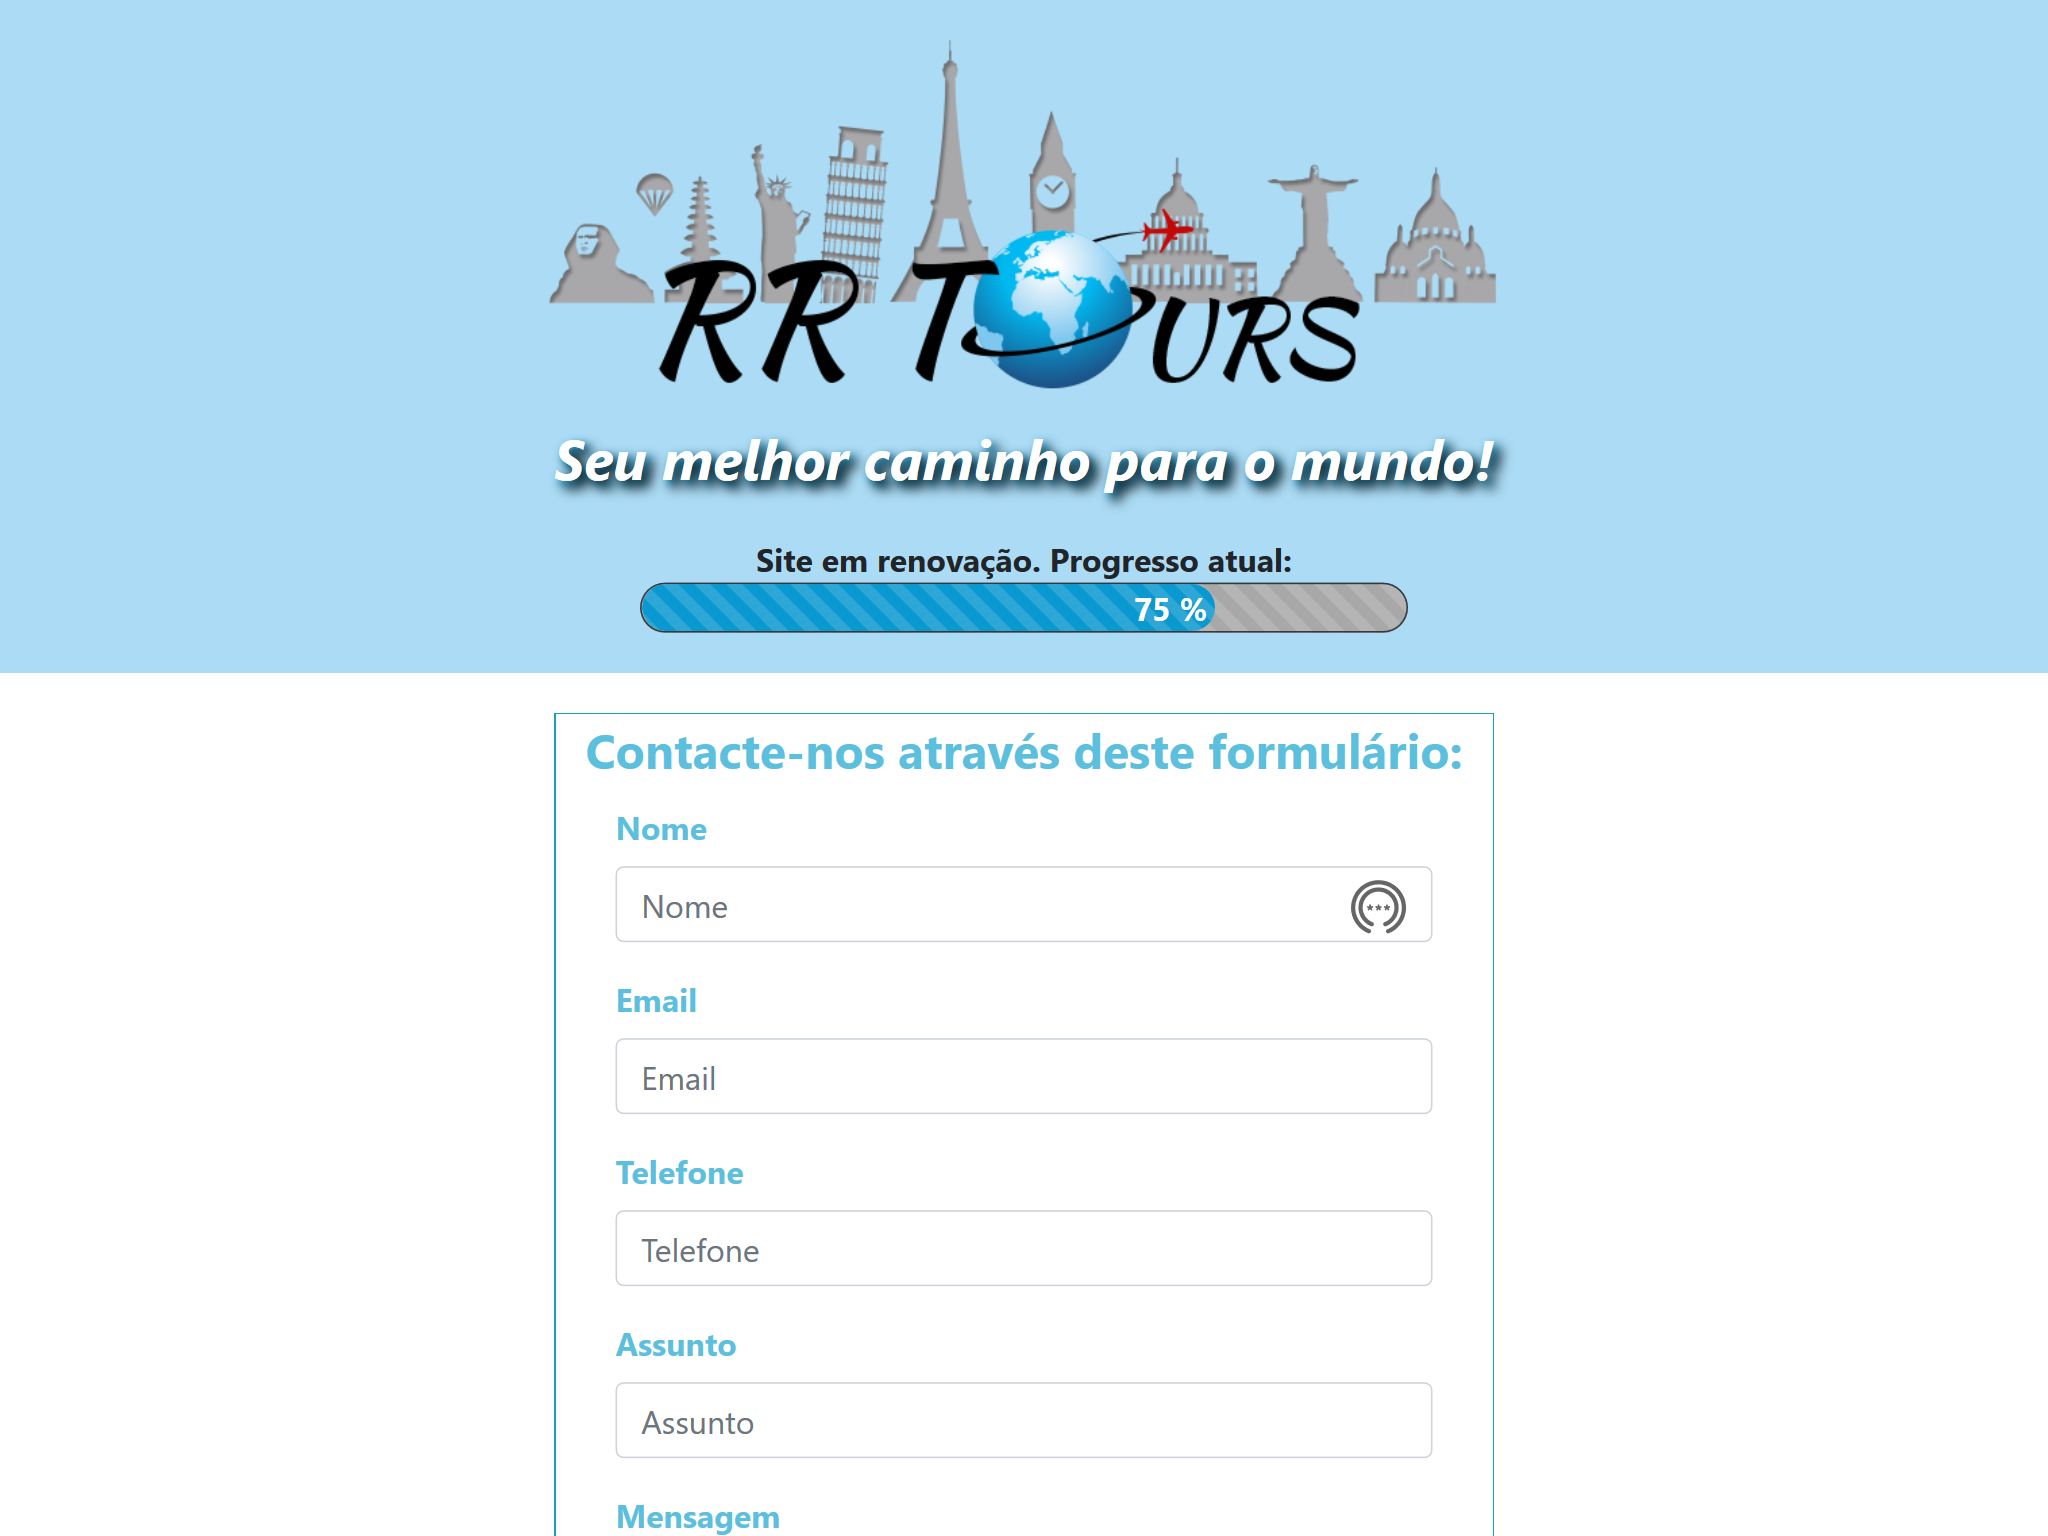 RR TOURS
Seu melhor caminho para o mundo!
Site em renovação. Progresso atual:
75 %
Contacte-nos através deste formulário:
Nome
Nome
Email
Email
Telefone
Telefone
Assunto
Assunto
Mensagem